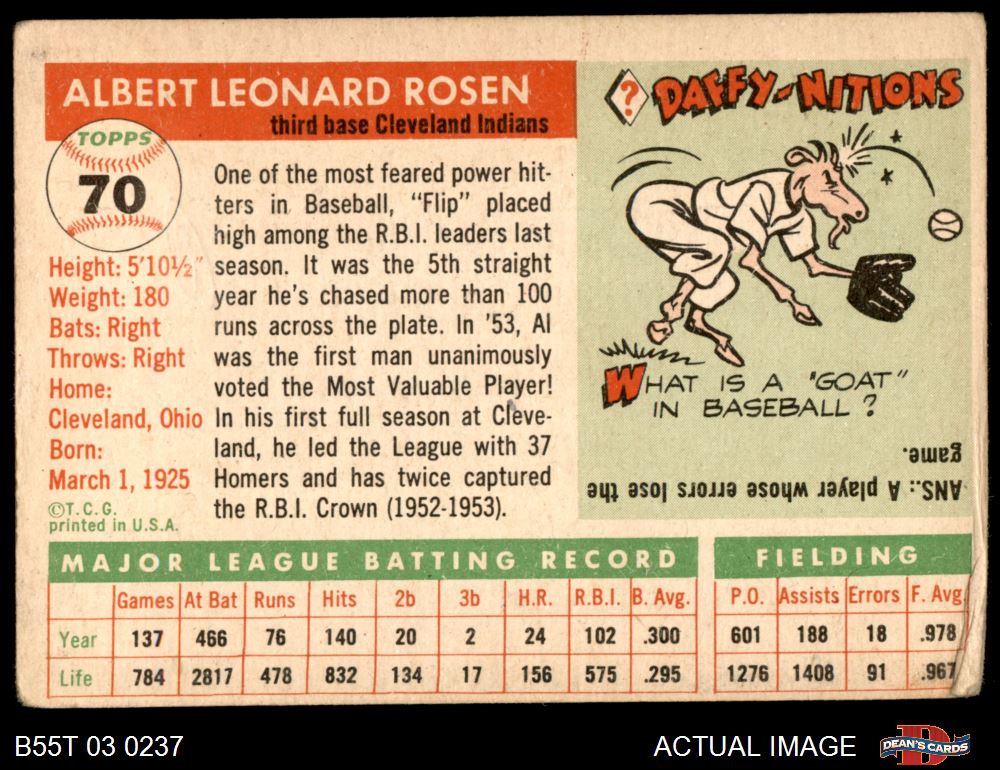 ALBERT LEONARD ROSEN
third base Cleveland Indians
TOPPS
70
Height: 5'10½"
Weight: 180
Bats: Right
Throws: Right
Home:
Cleveland, Ohio
Born:
March 1, 1925
©T.C.G.
printed in U.S.A.
One of the most feared power hit-
ters in Baseball, "Flip" placed
high among the R.B.I. leaders last
season. It was the 5th straight
year he's chased more than 100
runs across the plate. In '53, Al
was the first man unanimously
voted the Most Valuable Player!
In his first full season at Cleve-
land, he led the League with 37
Homers and has twice captured
the R.B.I. Crown (1952-1953).
? DAFFY-NITIONS
WHAT IS A "GOAT"
IN BASEBALL?
ANS.: A player whose errors lose the
game.
MAJOR LEAGUE BATTING RECORD
Games At Bat Runs Hits 2b 3b H.R. R.B.I. B. Avg.
Year 137 466 76 140 20 2 24 102 .300
Life 784 2817 478 832 134 17 156 575 .295
FIELDING
P.O. Assists Errors F. Avg.
601 188 18 .978
1276 1408 91 .967
B55T 03 0237
ACTUAL IMAGE
D
DEAN'S CARDS